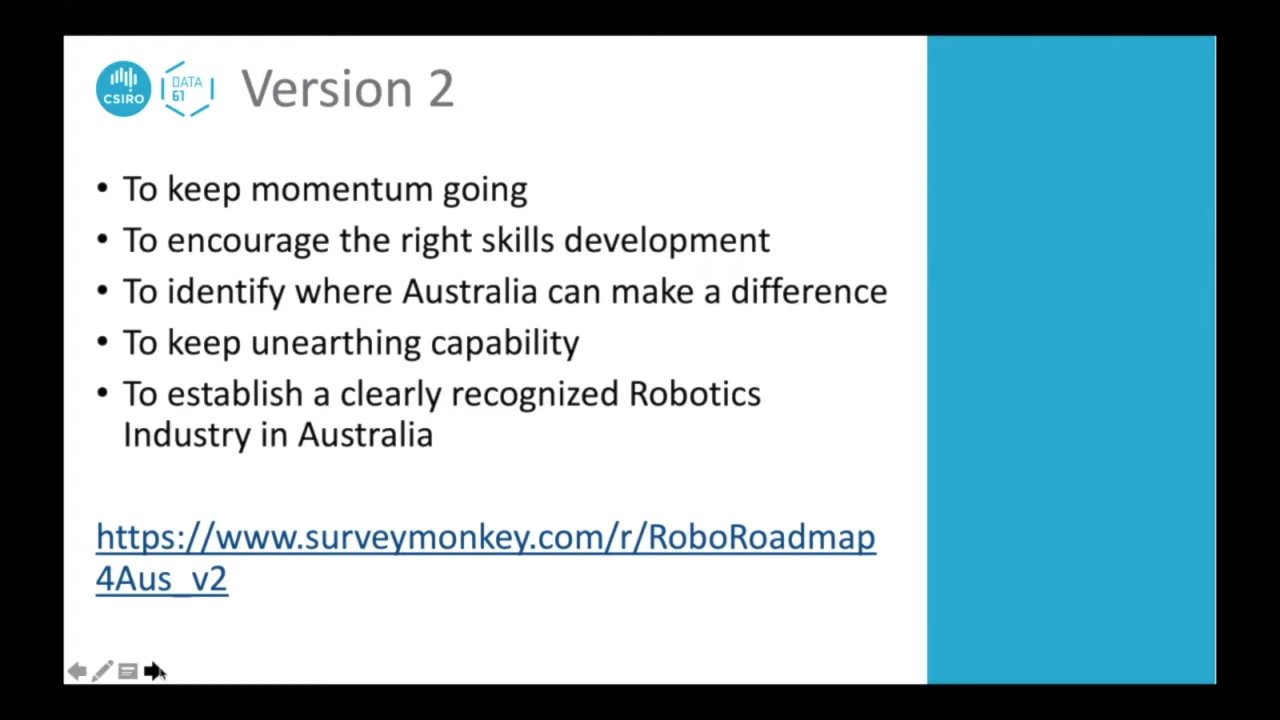 CSIRO
DATA
61
Version 2
• To keep momentum going
• To encourage the right skills development
• To identify where Australia can make a difference
• To keep unearthing capability
• To establish a clearly recognized Robotics
Industry in Australia
https://www.surveymonkey.com/r/RoboRoadmap
4Aus_v2